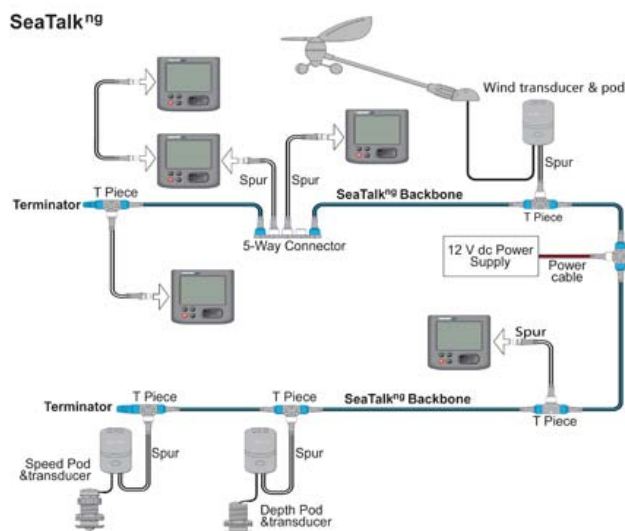 SeaTalkng
Wind transducer & pod
Spur
Spur
Spur
T Piece
Terminator
SeaTalkng Backbone
T Piece
5-Way Connector
12 V dc Power
Supply
Power
cable
Spur
T Piece
T Piece
Terminator
SeaTalkng Backbone
T Piece
Spur
Spur
Speed Pod
&transducer
Depth Pod
&transducer